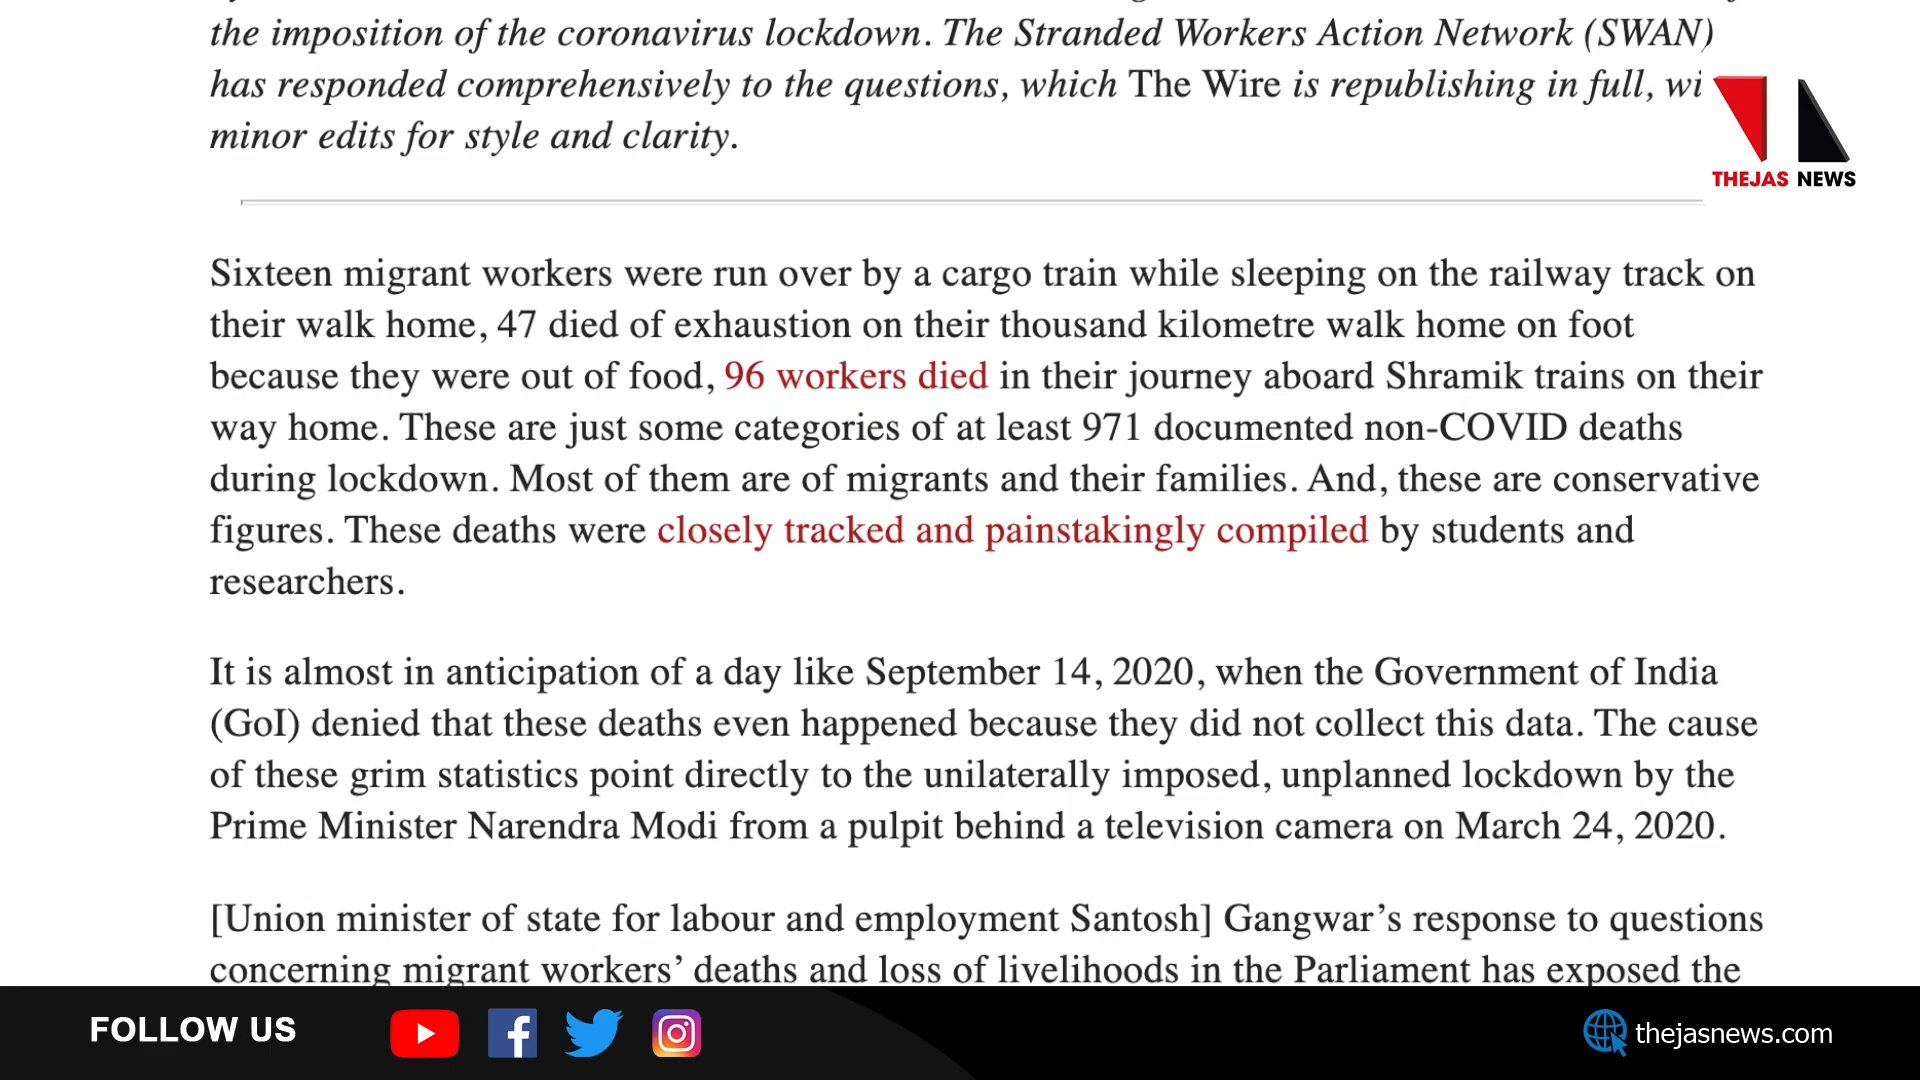 the imposition of the coronavirus lockdown. The Stranded Workers Action Network (SWAN)
has responded comprehensively to the questions, which The Wire is republishing in full, wi
minor edits for style and clarity.
THEJAS NEWS
Sixteen migrant workers were run over by a cargo train while sleeping on the railway track on
their walk home, 47 died of exhaustion on their thousand kilometre walk home on foot
because they were out of food, 96 workers died in their journey aboard Shramik trains on their
way home. These are just some categories of at least 971 documented non-COVID deaths
during lockdown. Most of them are of migrants and their families. And, these are conservative
figures. These deaths were closely tracked and painstakingly compiled by students and
researchers.
It is almost in anticipation of a day like September 14, 2020, when the Government of India
(GoI) denied that these deaths even happened because they did not collect this data. The cause
of these grim statistics point directly to the unilaterally imposed, unplanned lockdown by the
Prime Minister Narendra Modi from a pulpit behind a television camera on March 24, 2020.
[Union minister of state for labour and employment Santosh] Gangwar’s response to questions
concerning migrant workers’ deaths and loss of livelihoods in the Parliament has exposed the
FOLLOW US
thejasnews.com